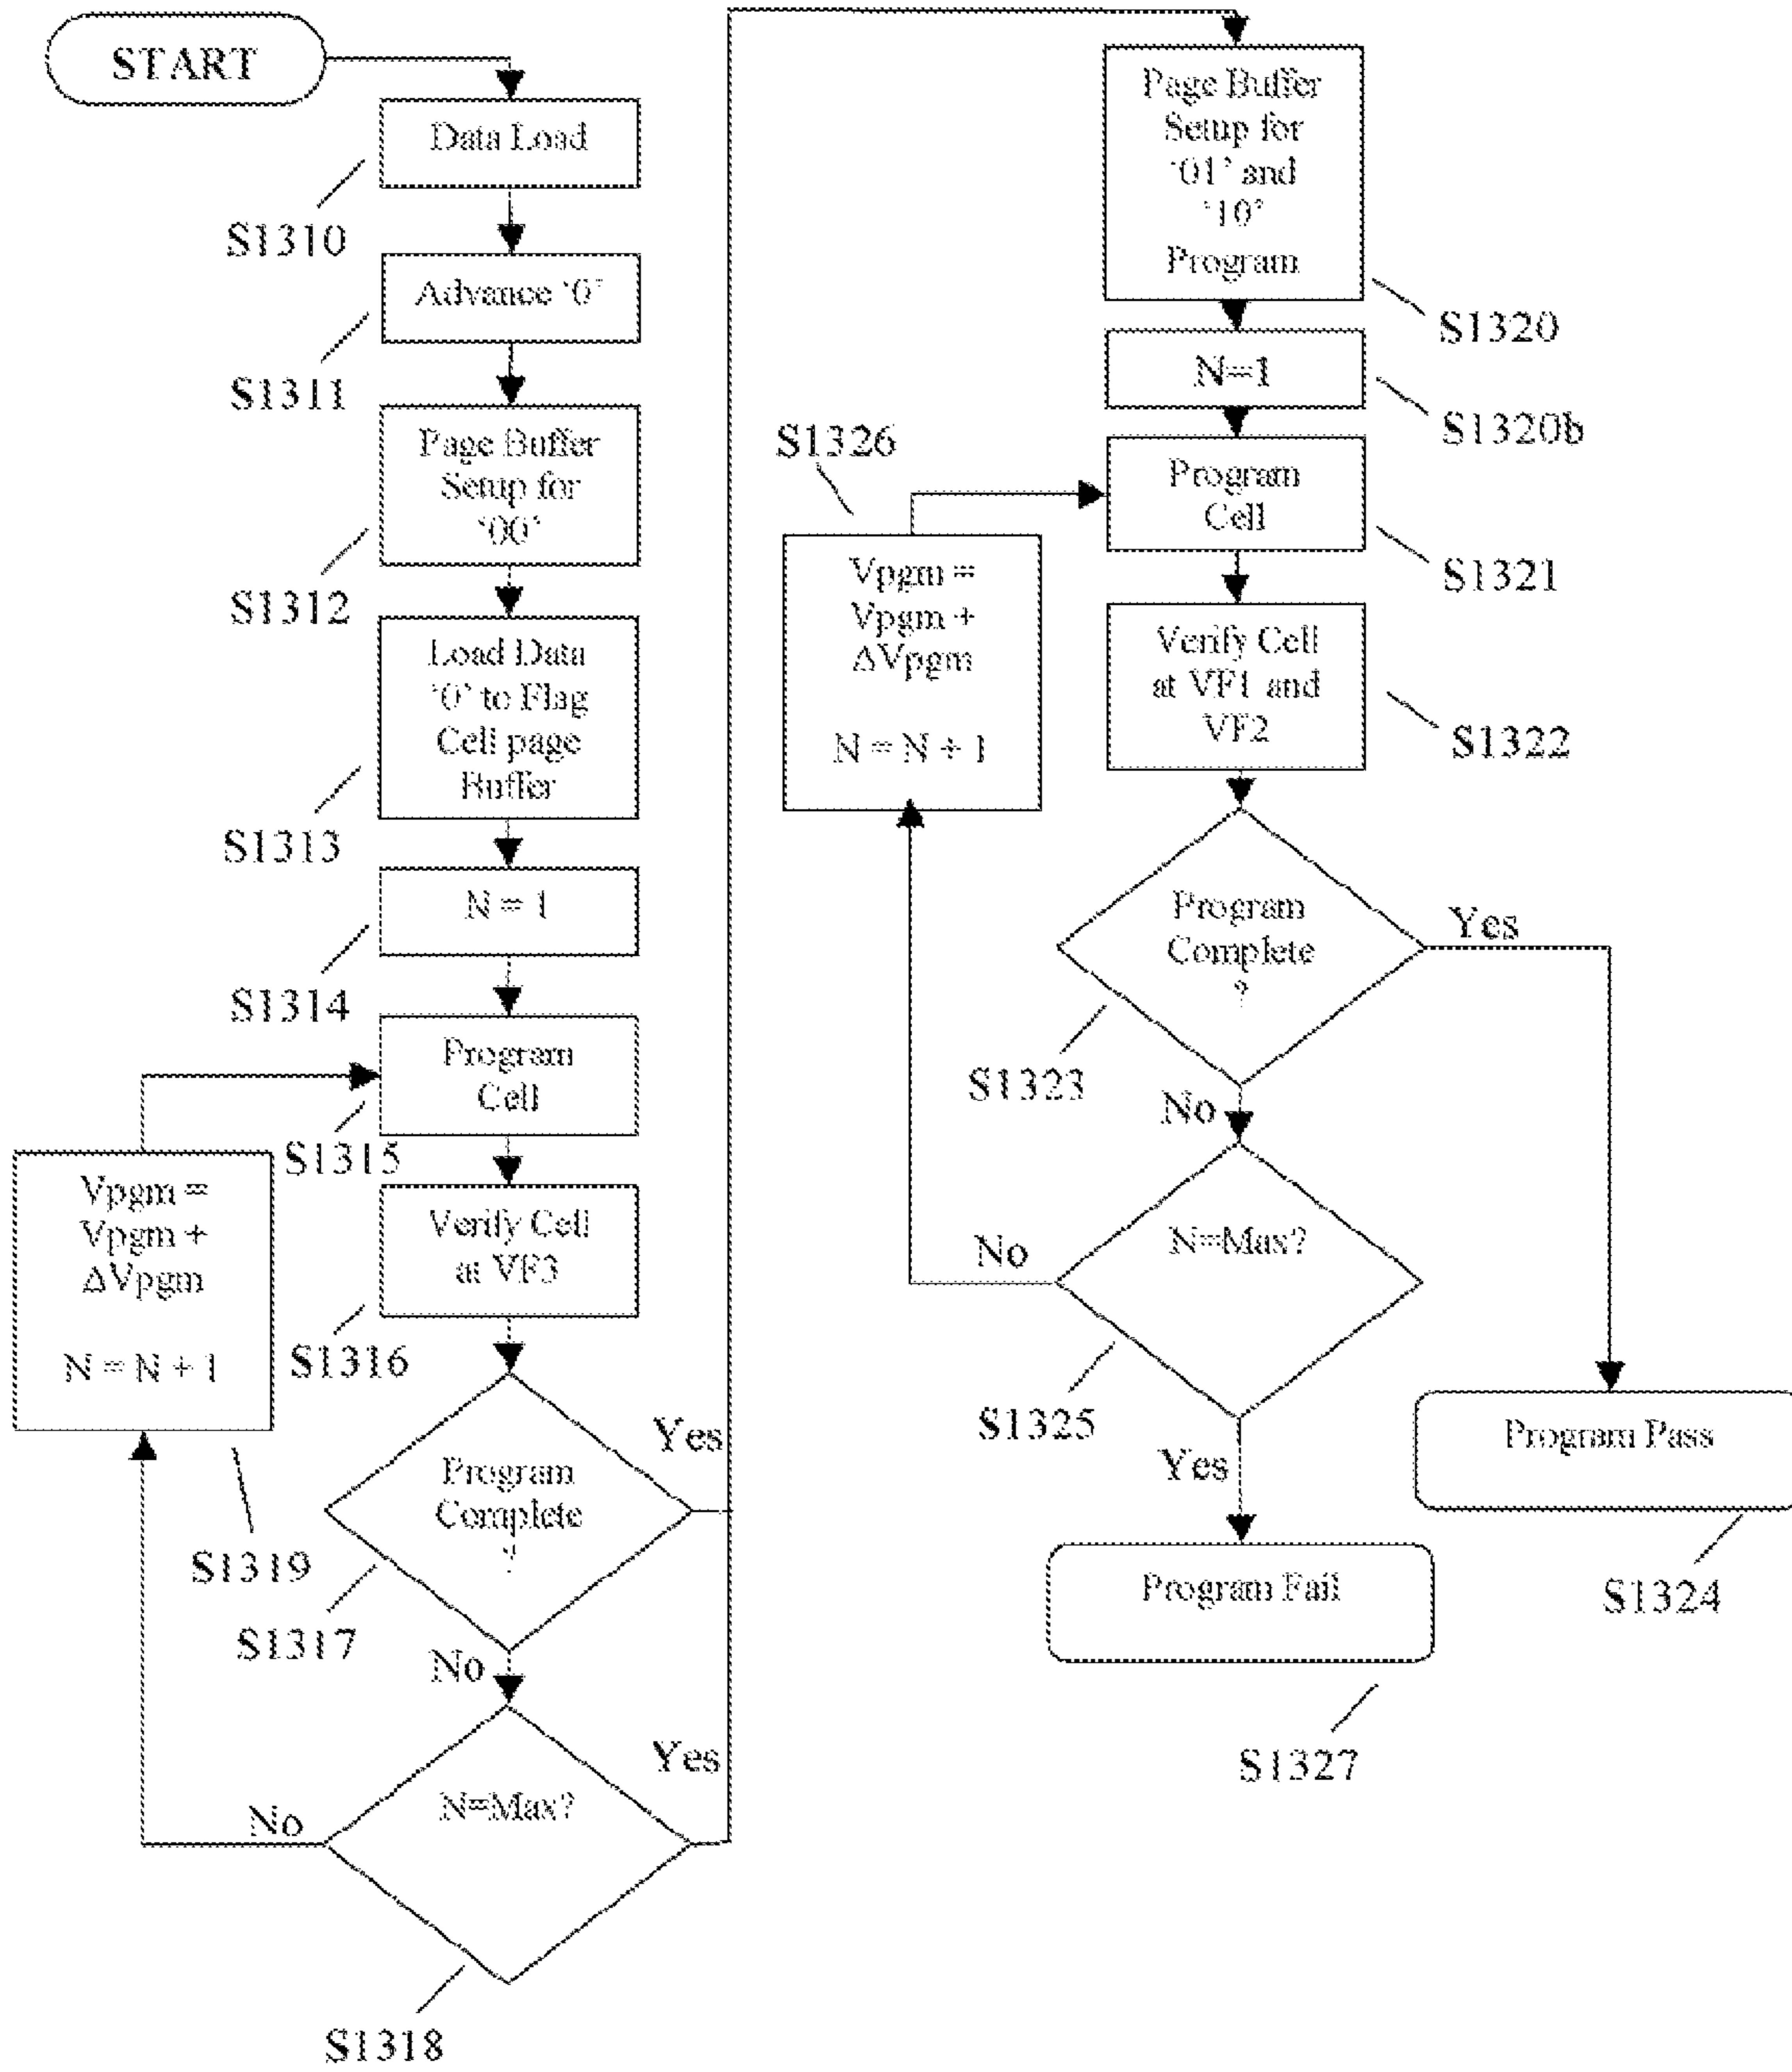 START
Data Load
S1310
Advance ‘0’
S1311
Page Buffer
Setup for
‘00’
S1312
Load Data
‘0’ to Flag
Cell page
Buffer
S1313
N = 1
S1314
Program
Cell
S1315
Vpgm =
Vpgm +
ΔVpgm
N = N + 1
S1319
Verify Cell
at VF3
S1316
Program
Complete
?
S1317
Yes
No
N=Max?
S1318
No
Yes
Page Buffer
Setup for
‘01’ and
‘10’
Program
S1320
N=1
S1320b
Program
Cell
S1321
S1326
Vpgm =
Vpgm +
ΔVpgm
N = N + 1
Verify Cell
at VF1 and
VF2
S1322
Program
Complete
?
S1323
Yes
No
N=Max?
No
S1325
Yes
Program Pass
S1324
Program Fail
S1327